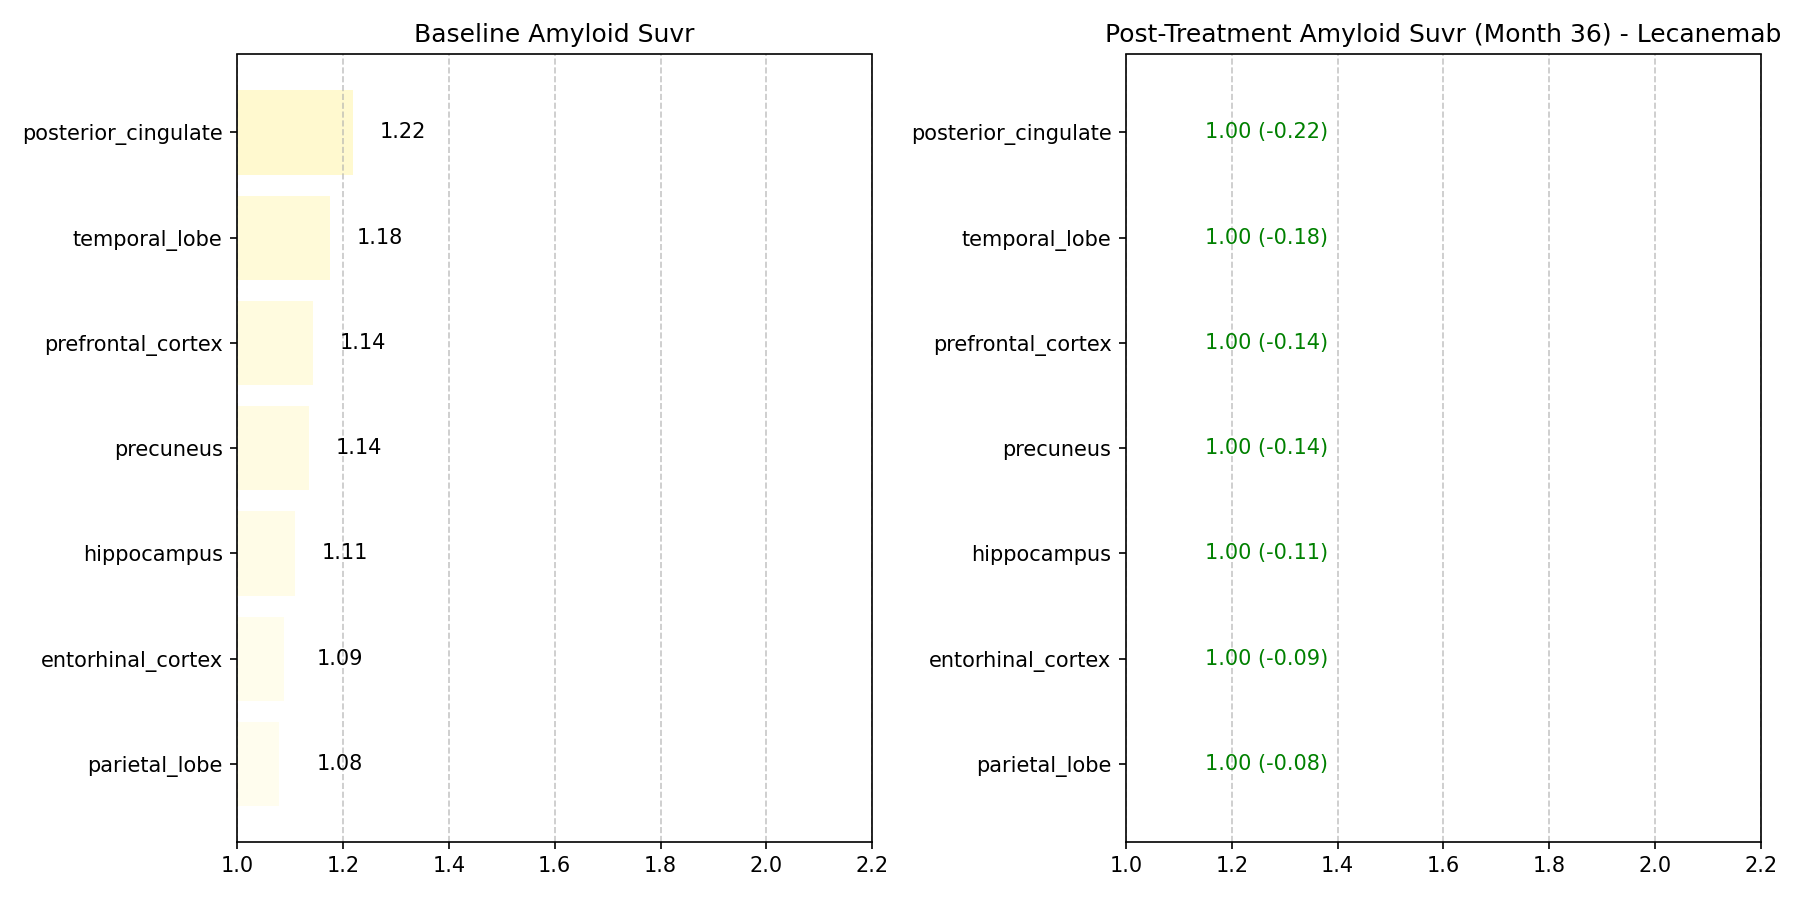 Baseline Amyloid Suvr
posterior_cingulate 1.22
temporal_lobe 1.18
prefrontal_cortex 1.14
precuneus 1.14
hippocampus 1.11
entorhinal_cortex 1.09
parietal_lobe 1.08
1.0 1.2 1.4 1.6 1.8 2.0 2.2
Post-Treatment Amyloid Suvr (Month 36) - Lecanemab
posterior_cingulate 1.00 (-0.22)
temporal_lobe 1.00 (-0.18)
prefrontal_cortex 1.00 (-0.14)
precuneus 1.00 (-0.14)
hippocampus 1.00 (-0.11)
entorhinal_cortex 1.00 (-0.09)
parietal_lobe 1.00 (-0.08)
1.0 1.2 1.4 1.6 1.8 2.0 2.2